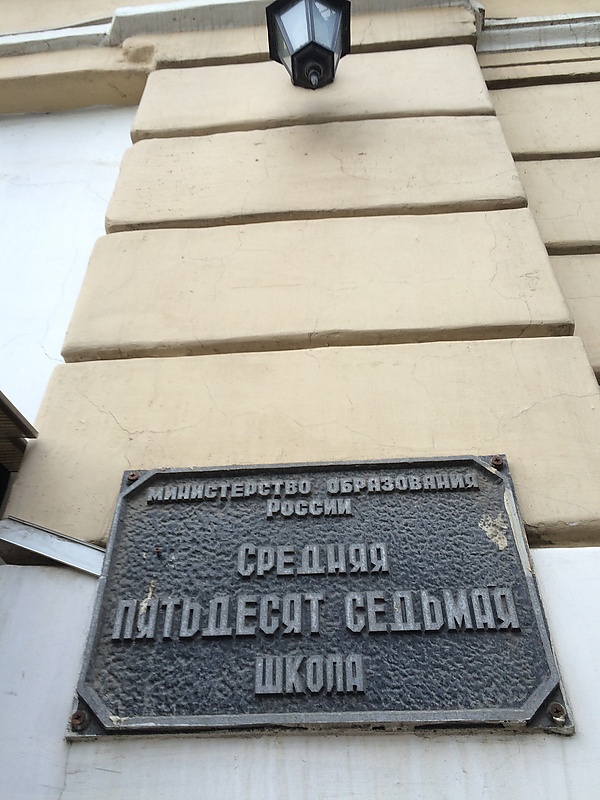 МИНИСТЕРСТВО ОБРАЗОВАНИЯ
РОССИИ
СРЕДНЯЯ
ПЯТЬДЕСЯТ СЕДЬМАЯ
ШКОЛА